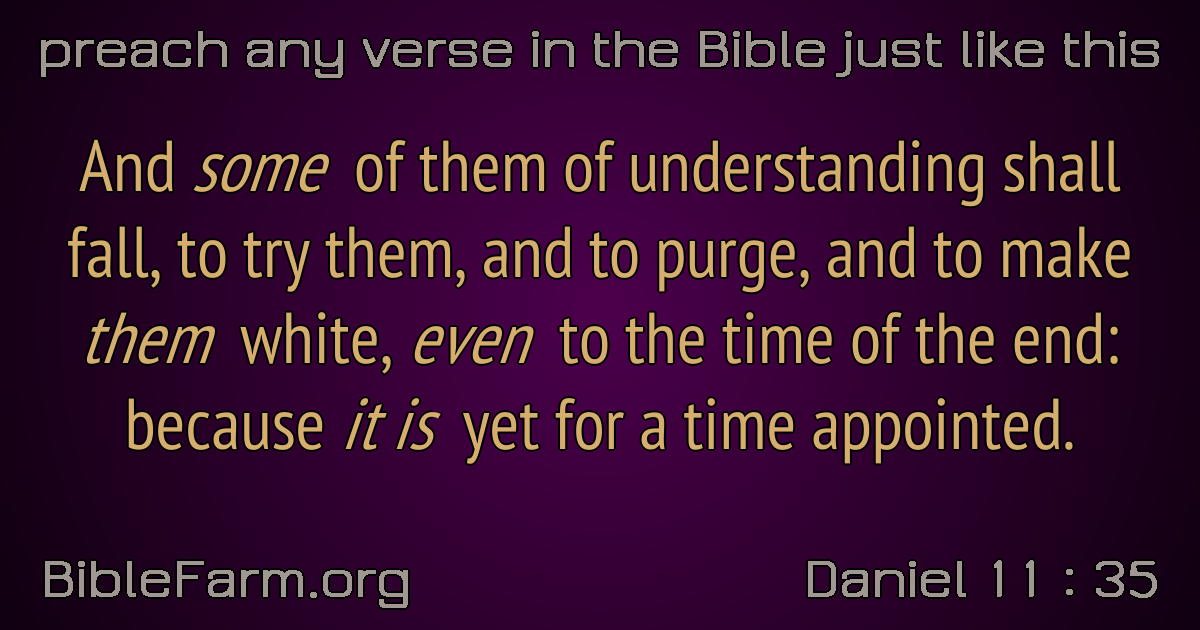 preach any verse in the Bible just like this
And some of them of understanding shall
fall, to try them, and to purge, and to make
them white, even to the time of the end:
because it is yet for a time appointed.
BibleFarm.org
Daniel 11 : 35